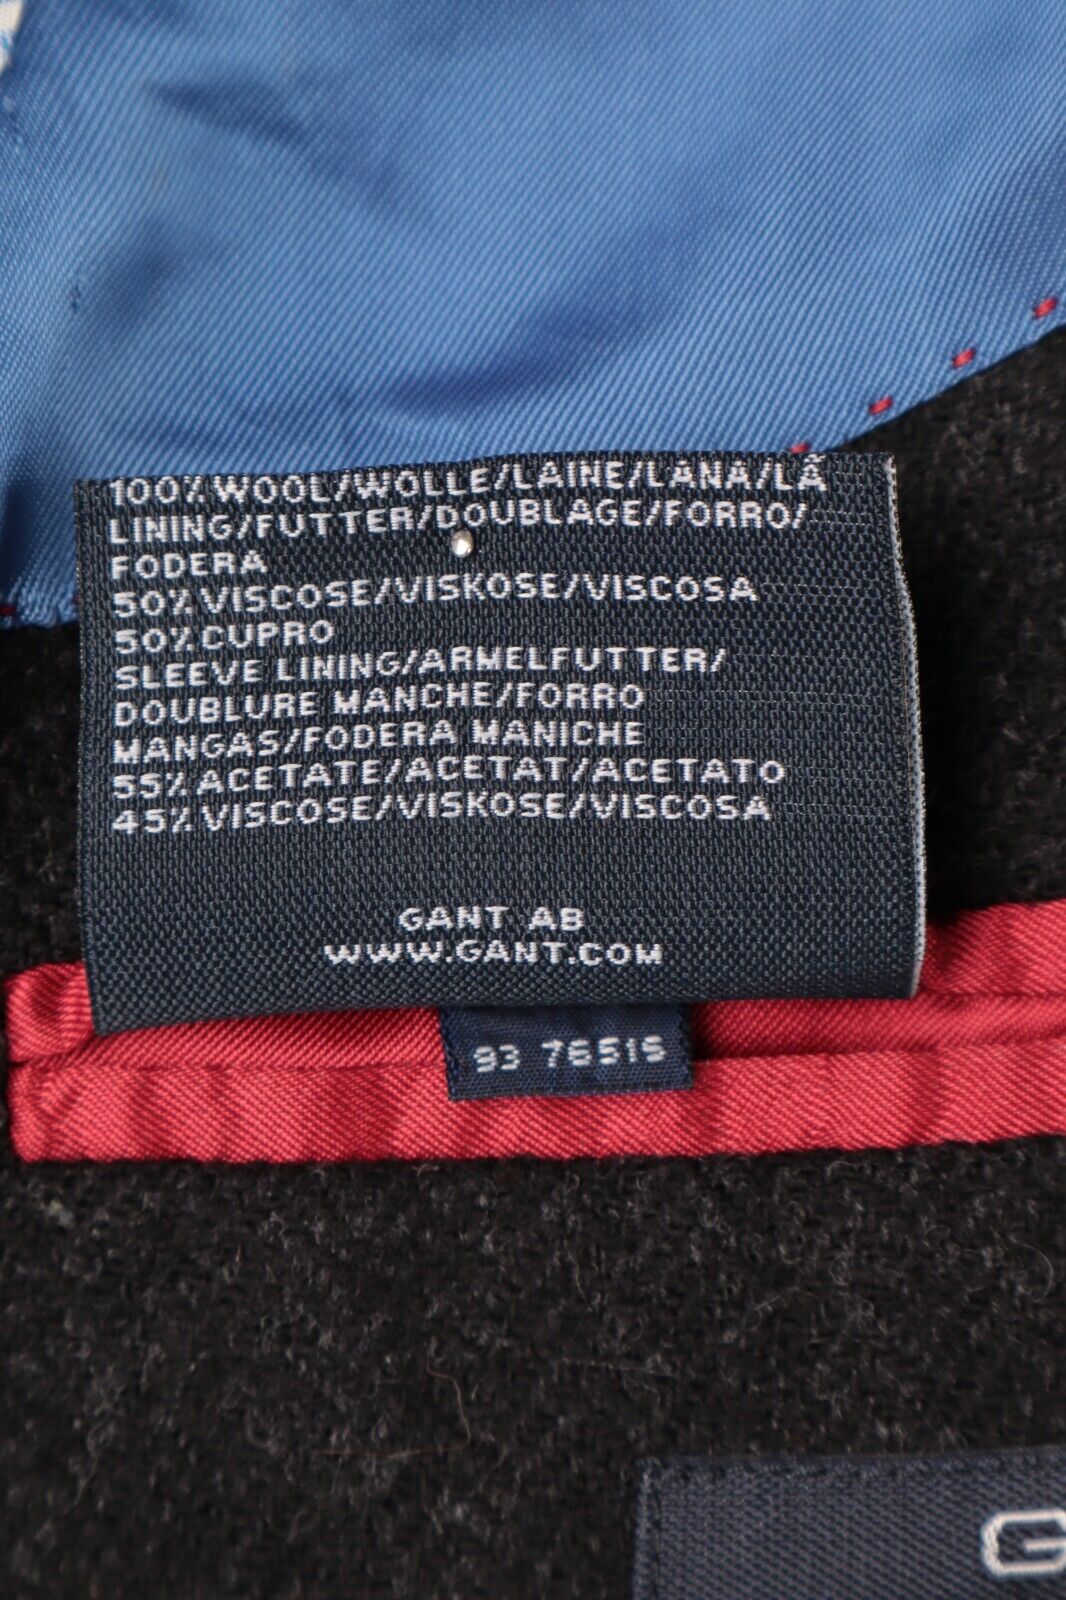 100% WOOL/WOLLE/LAINE/LANA/LÃ
LINING/FUTTER/DOUBLAGE/FORRO/
FODERA
50% VISCOSE/VISKOSE/VISCOSA
50% CUPRO
SLEEVE LINING/ARMELFUTTER/
DOUBLURE MANCHE/FORRO
MANGAS/FODERA MANICHE
55% ACETATE/ACETAT/ACETATO
45% VISCOSE/VISKOSE/VISCOSA
GANT AB
WWW.GANT.COM
93 76516
G